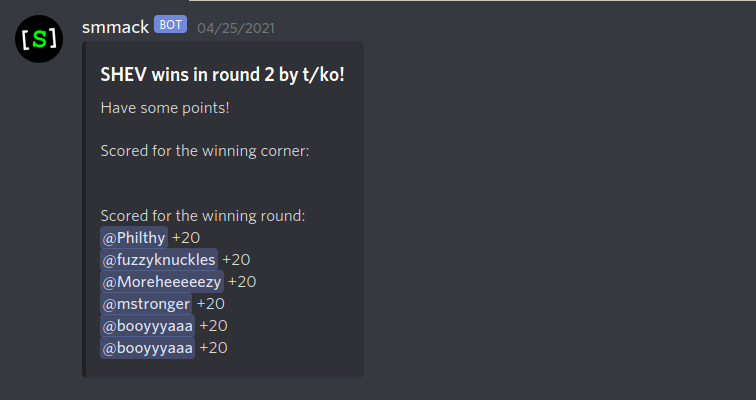 smmack BOT 04/25/2021
[S]
SHEV wins in round 2 by t/ko!
Have some points!
Scored for the winning corner:
Scored for the winning round:
@Philthy +20
@fuzzyknuckles +20
@Moreheeeeezy +20
@mstronger +20
@booyyyaaa +20
@booyyyaaa +20